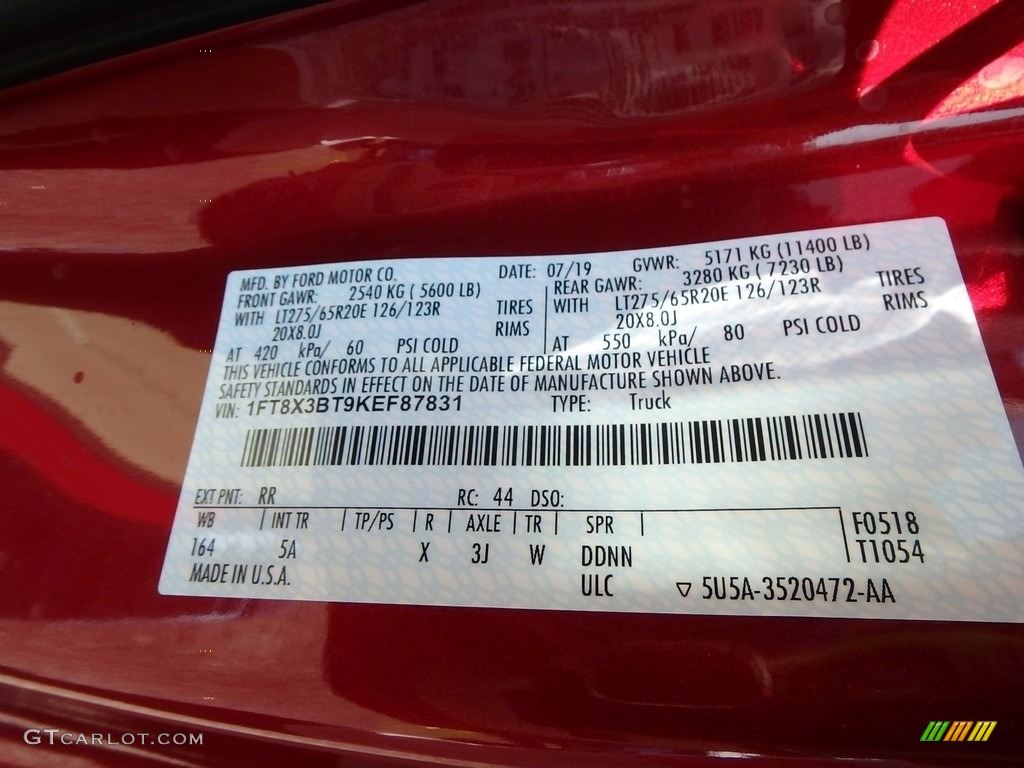 MFD. BY FORD MOTOR CO. DATE: 07/19 GVWR: 5171 KG (11400 LB)
FRONT GAWR: 2540 KG ( 5600 LB) REAR GAWR: 3280 KG ( 7230 LB)
WITH LT275/65R20E 126/123R TIRES WITH LT275/65R20E 126/123R TIRES
20X8.0J RIMS 20X8.0J RIMS
AT 420 kPa/ 60 PSI COLD AT 550 kPa/ 80 PSI COLD
THIS VEHICLE CONFORMS TO ALL APPLICABLE FEDERAL MOTOR VEHICLE
SAFETY STANDARDS IN EFFECT ON THE DATE OF MANUFACTURE SHOWN ABOVE.
VIN: 1FT8X3BT9KEF87831 TYPE: Truck
EXT PNT: RR RC: 44 DSO:
WB INT TR TP/PS R AXLE TR SPR F0518
164 5A X 3J W DDNN T1054
MADE IN U.S.A. ULC 5U5A-3520472-AA
GTCARLOT.COM